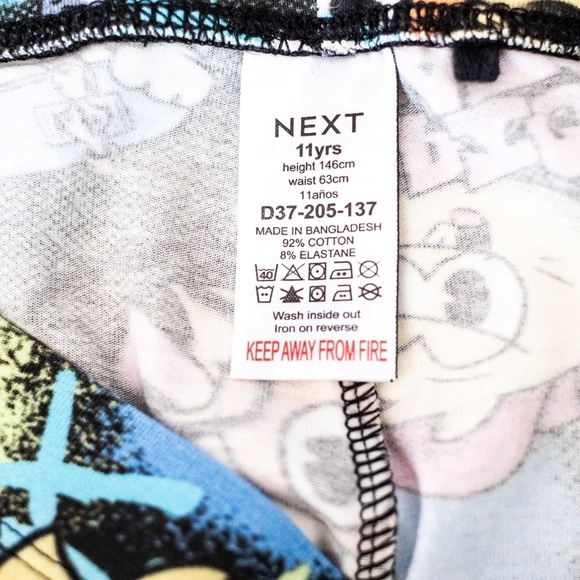 NEXT
11yrs
height 146cm
waist 63cm
11años
D37-205-137
MADE IN BANGLADESH
92% COTTON
8% ELASTANE
40
Wash inside out
Iron on reverse
KEEP AWAY FROM FIRE